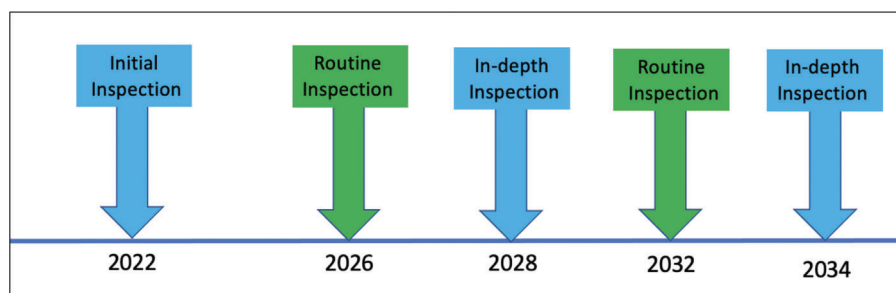 Initial
Inspection
Routine
Inspection
In-depth
Inspection
Routine
Inspection
In-depth
Inspection
2022
2026
2028
2032
2034